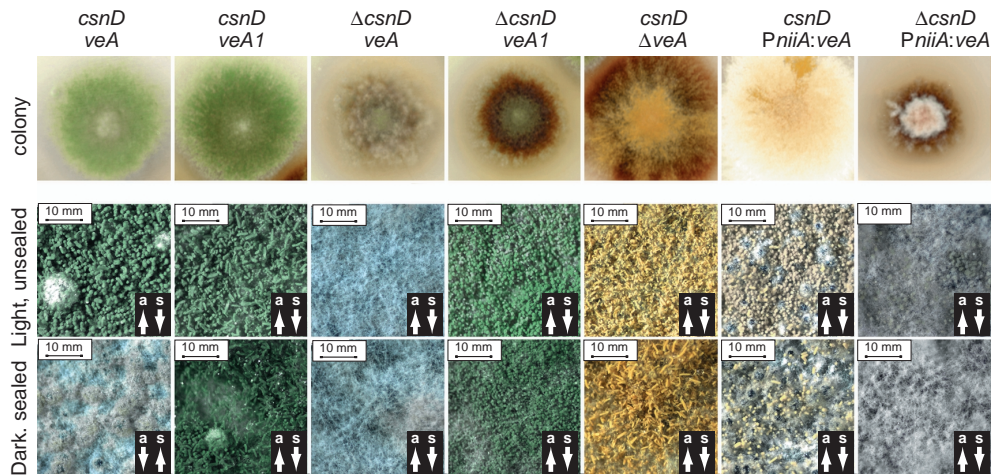 csnD csnD ΔcsnD ΔcsnD csnD csnD ΔcsnD
veA veA1 veA veA1 ΔveA PniiA:veA PniiA:veA
colony
Light, unsealed
10 mm 10 mm 10 mm 10 mm 10 mm 10 mm 10 mm
a s a s a s a s a s a s a s
Dark. sealed
10 mm 10 mm 10 mm 10 mm 10 mm 10 mm 10 mm
a s a s a s a s a s a s a s